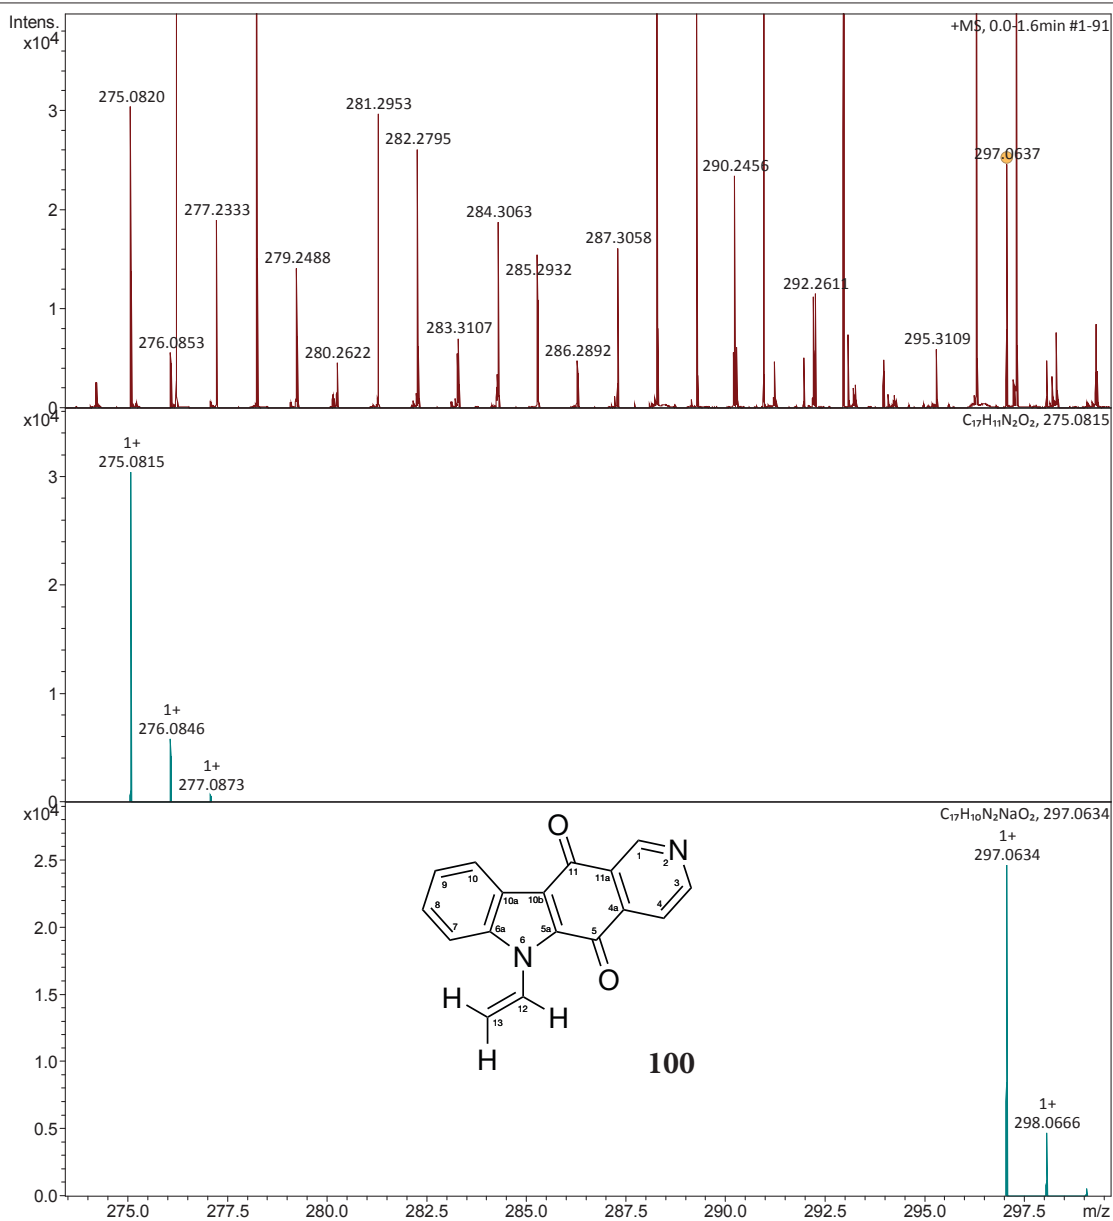 Intens.
x10⁴
+MS, 0.0-1.6min #1-91
3
2
1
0
275.0820
276.0853
277.2333
279.2488
280.2622
281.2953
282.2795
283.3107
284.3063
285.2932
286.2892
287.3058
290.2456
292.2611
295.3109
297.0637
x10⁴
C₁₇H₁₁N₂O₂, 275.0815
3
2
1
0
1+
275.0815
1+
276.0846
1+
277.0873
x10⁴
C₁₇H₁₀N₂NaO₂, 297.0634
2.5
2.0
1.5
1.0
0.5
0.0
1+
297.0634
1+
298.0666
O
10
11
1
N
2
9
11a
3
8
10a
10b
4a
4
7
6a
6
5a
5
N
O
H
12
13
H
H
100
275.0 277.5 280.0 282.5 285.0 287.5 290.0 292.5 295.0 297.5 m/z